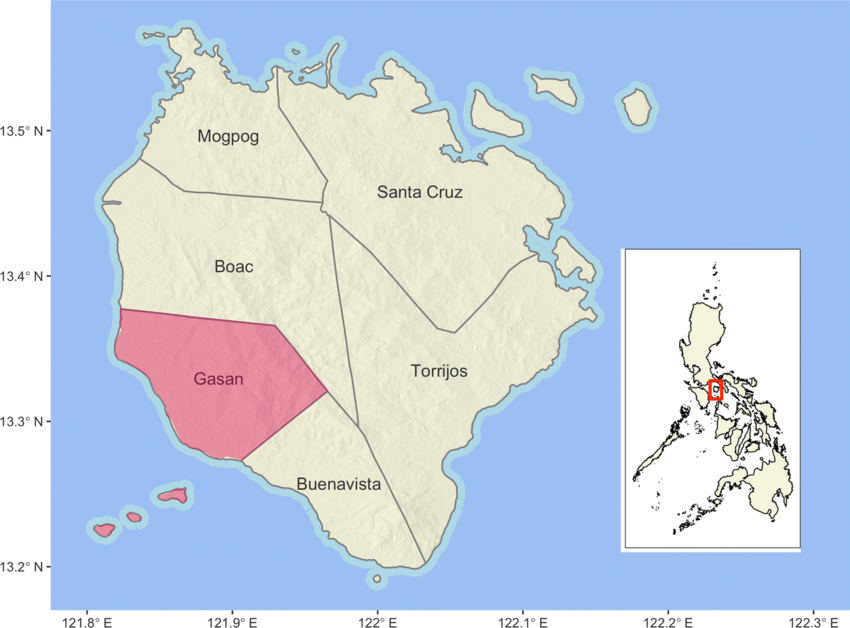 13.5° N
13.4° N
13.3° N
13.2° N
Mogpog
Santa Cruz
Boac
Gasan
Torrijos
Buenavista
121.8° E
121.9° E
122° E
122.1° E
122.2° E
122.3° E